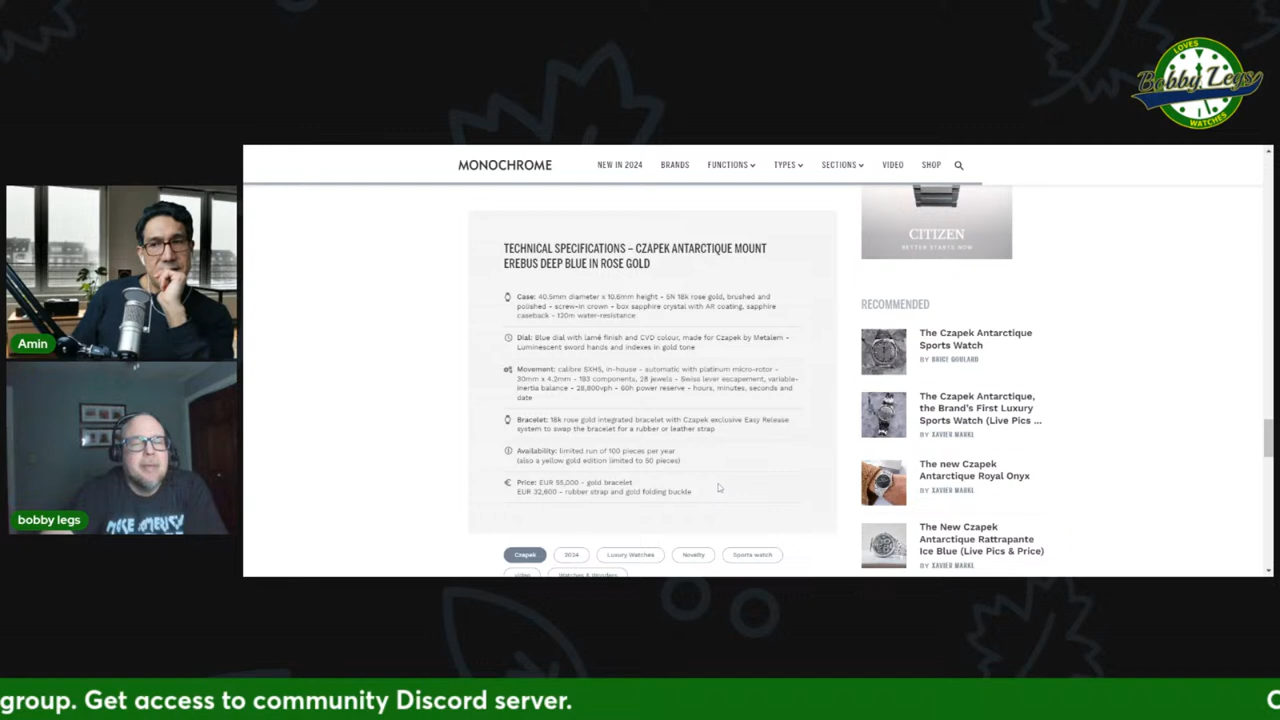 LOVES
Bobby Legs
WATCHES
MONOCHROME
NEW IN 2024 BRANDS FUNCTIONS TYPES SECTIONS VIDEO SHOP
TECHNICAL SPECIFICATIONS – CZAPEK ANTARCTIQUE MOUNT
EREBUS DEEP BLUE IN ROSE GOLD
Case: 40.5mm diameter x 10.6mm height - 5N 18k rose gold, brushed and
polished - screw-in crown - box sapphire crystal with AR coating, sapphire
caseback - 120m water-resistance
Dial: Blue dial with lamé finish and CVD colour, made for Czapek by Metalem -
Luminescent sword hands and indexes in gold tone
Movement: calibre SXH5, in-house - automatic with platinum micro-rotor -
30mm x 4.2mm - 193 components, 28 jewels - Swiss lever escapement, variable-
inertia balance - 28,800vph - 60h power reserve - hours, minutes, seconds and
date
Bracelet: 18k rose gold integrated bracelet with Czapek exclusive Easy Release
system to swap the bracelet for a rubber or leather strap
Availability: limited run of 100 pieces per year
(also a yellow gold edition limited to 50 pieces)
Price: EUR 55,000 - gold bracelet
EUR 32,600 - rubber strap and gold folding buckle
Czapek 2024 Luxury Watches Novelty Sports watch
video Watches & Wonders
CITIZEN
BETTER STARTS NOW
RECOMMENDED
The Czapek Antarctique
Sports Watch
BY BRICE GOULARD
The Czapek Antarctique,
the Brand's First Luxury
Sports Watch (Live Pics ...
BY XAVIER MARKL
The new Czapek
Antarctique Royal Onyx
BY XAVIER MARKL
The New Czapek
Antarctique Rattrapante
Ice Blue (Live Pics & Price)
BY XAVIER MARKL
Amin
bobby legs
group. Get access to community Discord server.